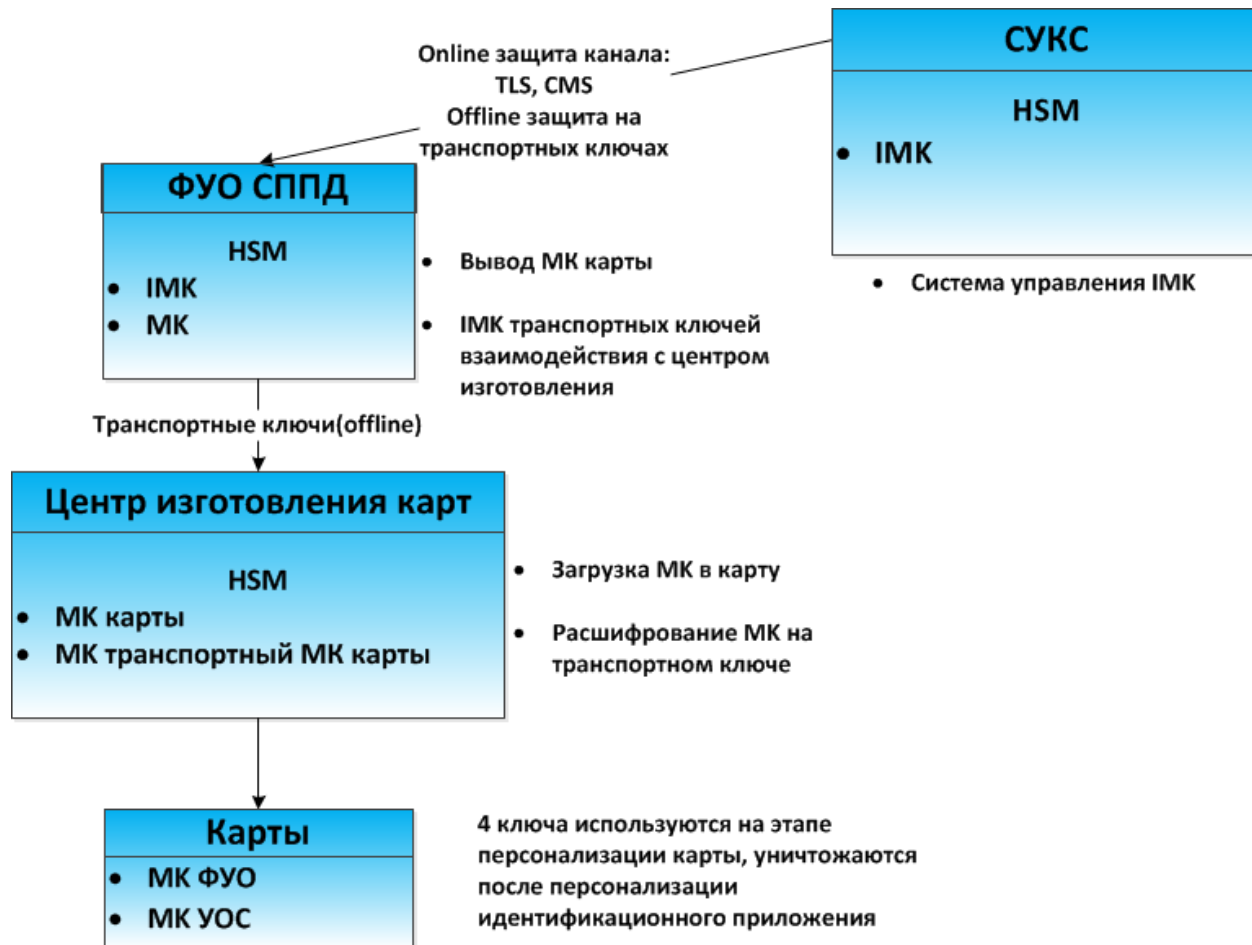 Online защита канала:
TLS, CMS
Offline защита на
транспортных ключах
СУКС
HSM
• IMK
• Система управления IMK
ФУО СППД
HSM
• IMK
• МК
• Вывод МК карты
• IMK транспортных ключей
взаимодействия с центром
изготовления
Транспортные ключи(offline)
Центр изготовления карт
HSM
• МК карты
• МК транспортный МК карты
• Загрузка МК в карту
• Расшифрование МК на
транспортном ключе
Карты
• МК ФУО
• МК УОС
4 ключа используются на этапе
персонализации карты, уничтожаются
после персонализации
идентификационного приложения